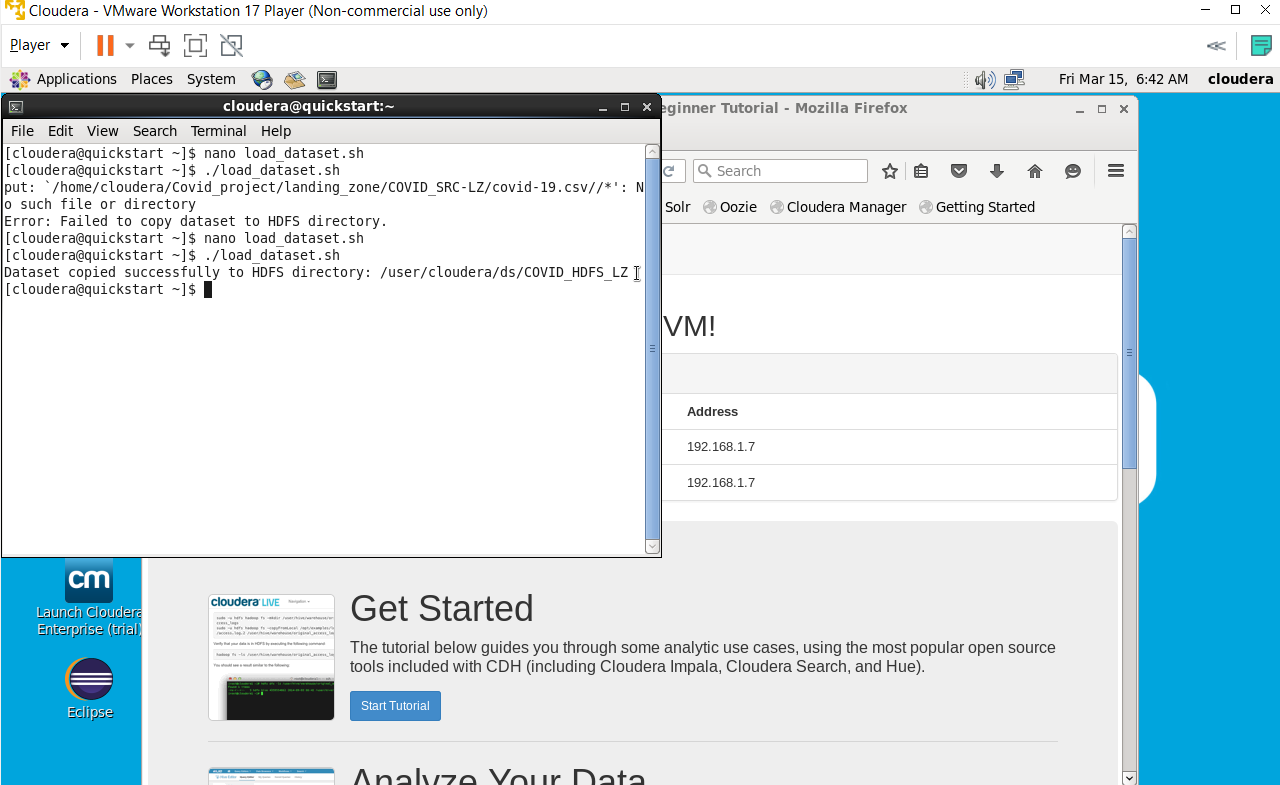 Cloudera - VMware Workstation 17 Player (Non-commercial use only)
Player
Applications Places System Fri Mar 15, 6:42 AM cloudera
cloudera@quickstart:~
File Edit View Search Terminal Help
[cloudera@quickstart ~]$ nano load_dataset.sh
[cloudera@quickstart ~]$ ./load_dataset.sh
put: `/home/cloudera/Covid_project/landing_zone/COVID_SRC-LZ/covid-19.csv//*': N
o such file or directory
Error: Failed to copy dataset to HDFS directory.
[cloudera@quickstart ~]$ nano load_dataset.sh
[cloudera@quickstart ~]$ ./load_dataset.sh
Dataset copied successfully to HDFS directory: /user/cloudera/ds/COVID_HDFS_LZ
[cloudera@quickstart ~]$
eginner Tutorial - Mozilla Firefox
Search
Solr Oozie Cloudera Manager Getting Started
VM!
Address
192.168.1.7
192.168.1.7
cm
Launch Cloudera
Enterprise (trial)
Eclipse
cloudera LIVE
Get Started
The tutorial below guides you through some analytic use cases, using the most popular open source
tools included with CDH (including Cloudera Impala, Cloudera Search, and Hue).
Start Tutorial
Analyze Your Data